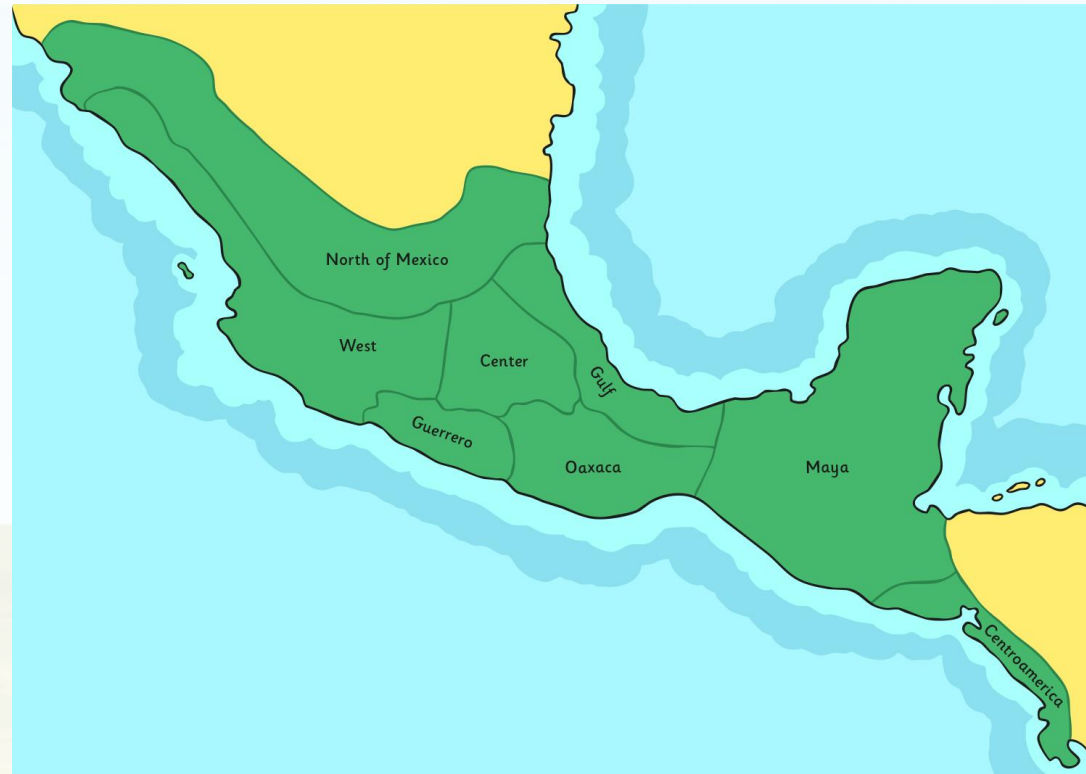 North of Mexico
West
Center
Gulf
Guerrero
Oaxaca
Maya
Centroamerica